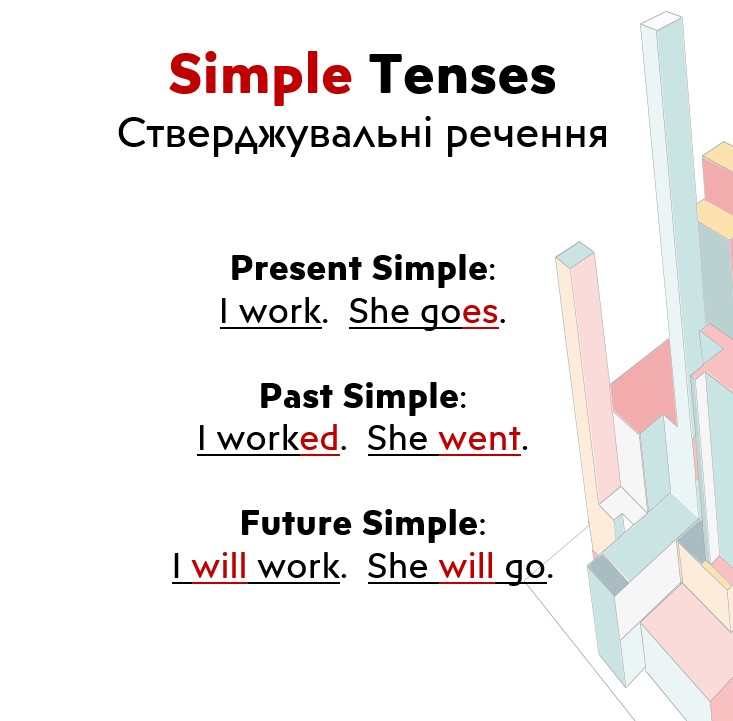 Simple Tenses
Стверджувальні речення
Present Simple:
I work. She goes.
Past Simple:
I worked. She went.
Future Simple:
I will work. She will go.